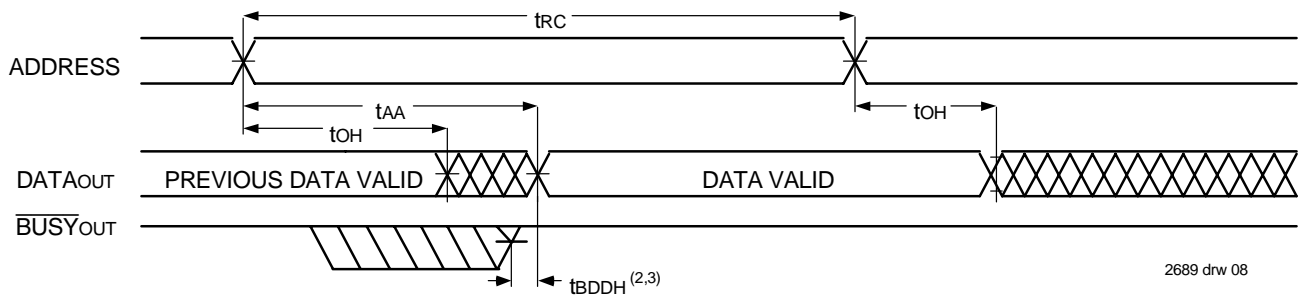 tRC
ADDRESS
tAA
tOH
tOH
DATAOUT
PREVIOUS DATA VALID
DATA VALID
BUSYOUT
tBDDH (2,3)
2689 drw 08